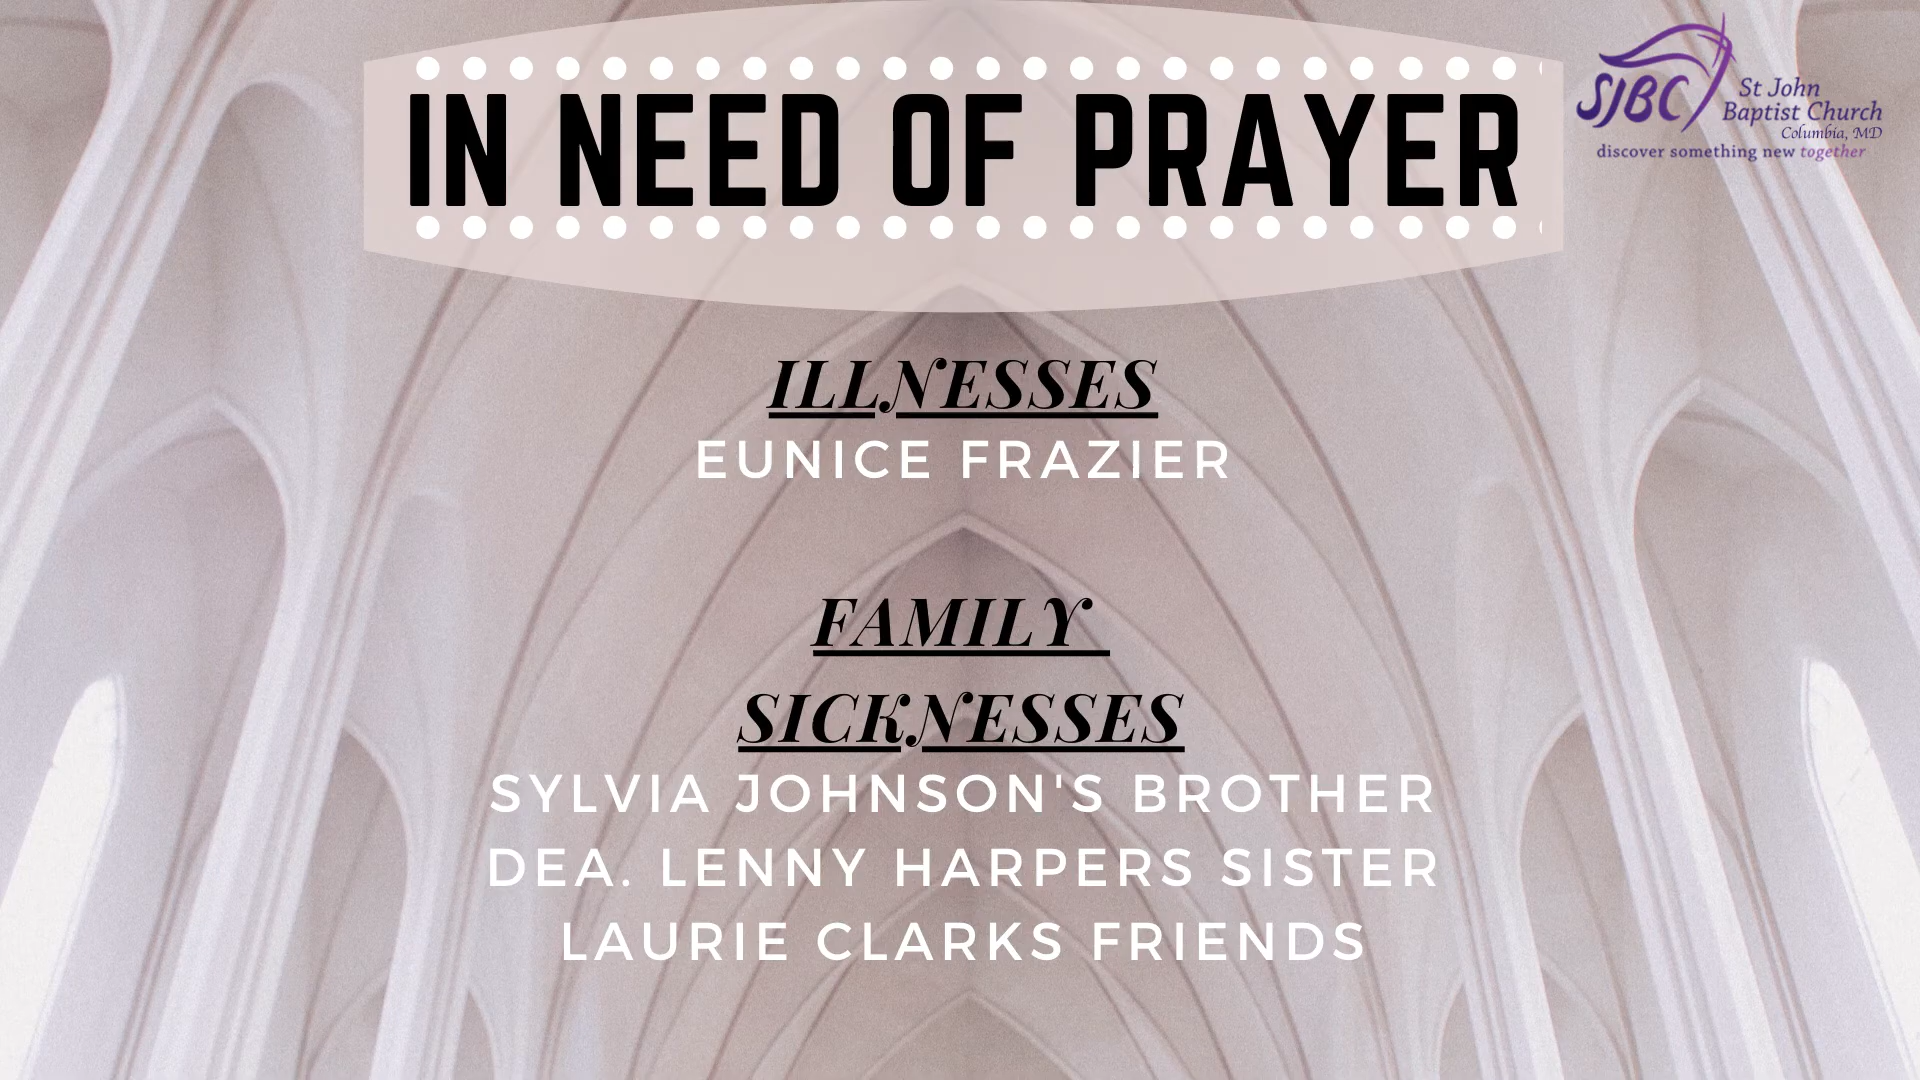 IN NEED OF PRAYER
SJBC
St John
Baptist Church
Columbia, MD
discover something new together
ILLNESSES
EUNICE FRAZIER
FAMILY
SICKNESSES
SYLVIA JOHNSON'S BROTHER
DEA. LENNY HARPERS SISTER
LAURIE CLARKS FRIENDS